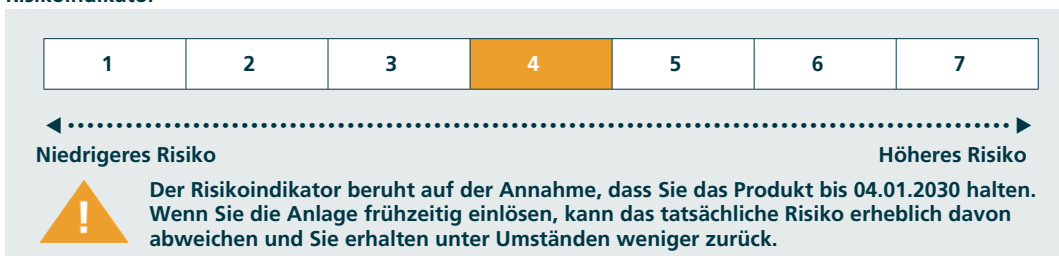 Risikoindikator
1 2 3 4 5 6 7
Niedrigeres Risiko Höheres Risiko
!
Der Risikoindikator beruht auf der Annahme, dass Sie das Produkt bis 04.01.2030 halten.
Wenn Sie die Anlage frühzeitig einlösen, kann das tatsächliche Risiko erheblich davon
abweichen und Sie erhalten unter Umständen weniger zurück.